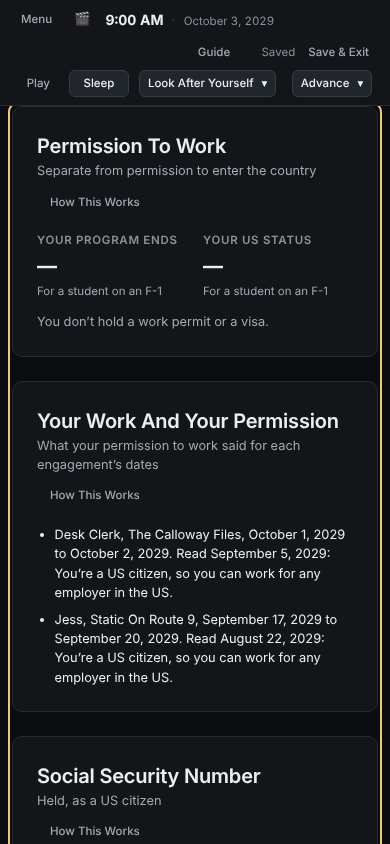 Menu 🎬 9:00 AM · October 3, 2029
Guide Saved Save & Exit
Play Sleep Look After Yourself ▾ Advance ▾
Permission To Work
Separate from permission to enter the country
How This Works
YOUR PROGRAM ENDS YOUR US STATUS
— —
For a student on an F-1 For a student on an F-1
You don’t hold a work permit or a visa.
Your Work And Your Permission
What your permission to work said for each
engagement’s dates
How This Works
• Desk Clerk, The Calloway Files, October 1, 2029
to October 2, 2029. Read September 5, 2029:
You’re a US citizen, so you can work for any
employer in the US.
• Jess, Static On Route 9, September 17, 2029 to
September 20, 2029. Read August 22, 2029:
You’re a US citizen, so you can work for any
employer in the US.
Social Security Number
Held, as a US citizen
How This Works